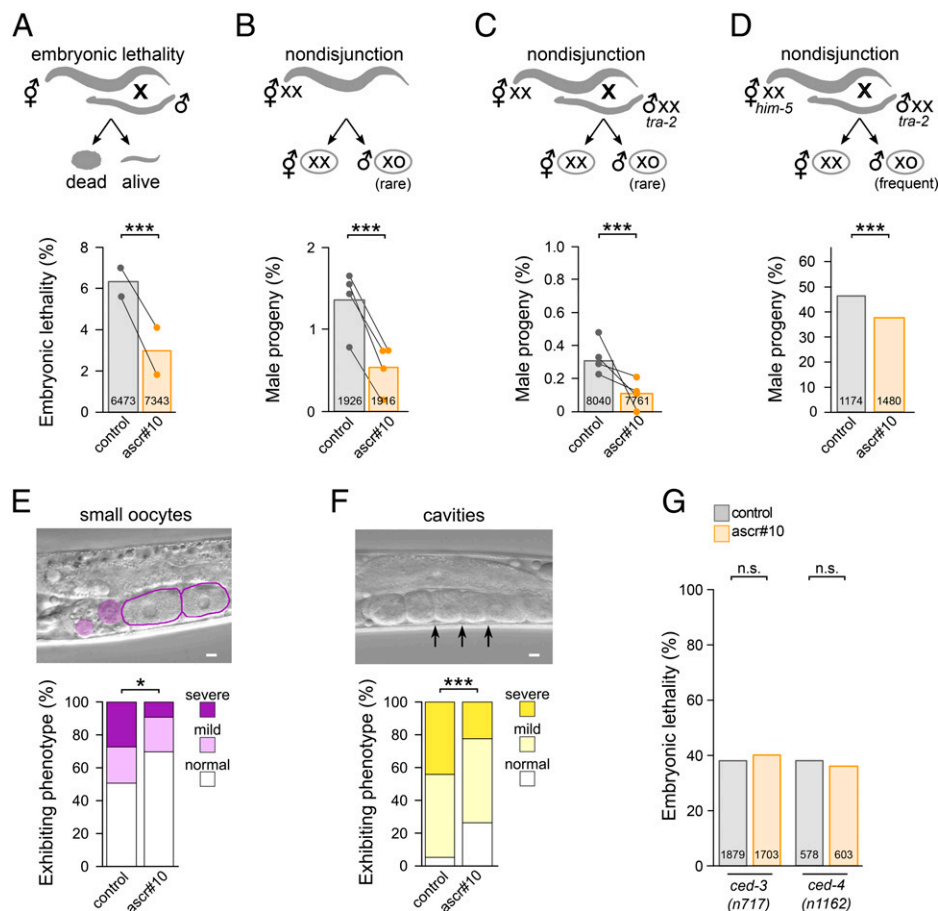 A
embryonic lethality
⚥
X
♂
dead
alive
***
Embryonic lethality (%)
8
6
4
2
0
6473
7343
control
ascr#10
B
nondisjunction
⚥XX
⚥
XX
♂
XO
(rare)
***
Male progeny (%)
2
1
0
1926
1916
control
ascr#10
C
nondisjunction
⚥XX
X
♂XX
tra-2
⚥
XX
♂
XO
(rare)
***
Male progeny (%)
1.0
0.8
0.6
0.4
0.2
0
8040
7761
control
ascr#10
D
nondisjunction
⚥XX
him-5
X
♂XX
tra-2
⚥
XX
♂
XO
(frequent)
***
Male progeny (%)
60
50
40
30
20
10
0
1174
1480
control
ascr#10
E
small oocytes
*
Exhibiting phenotype (%)
100
80
60
40
20
0
severe
mild
normal
control
ascr#10
F
cavities
***
Exhibiting phenotype (%)
100
80
60
40
20
0
severe
mild
normal
control
ascr#10
G
control
ascr#10
n.s.
n.s.
Embryonic lethality (%)
100
80
60
40
20
0
1879
1703
578
603
ced-3
(n717)
ced-4
(n1162)